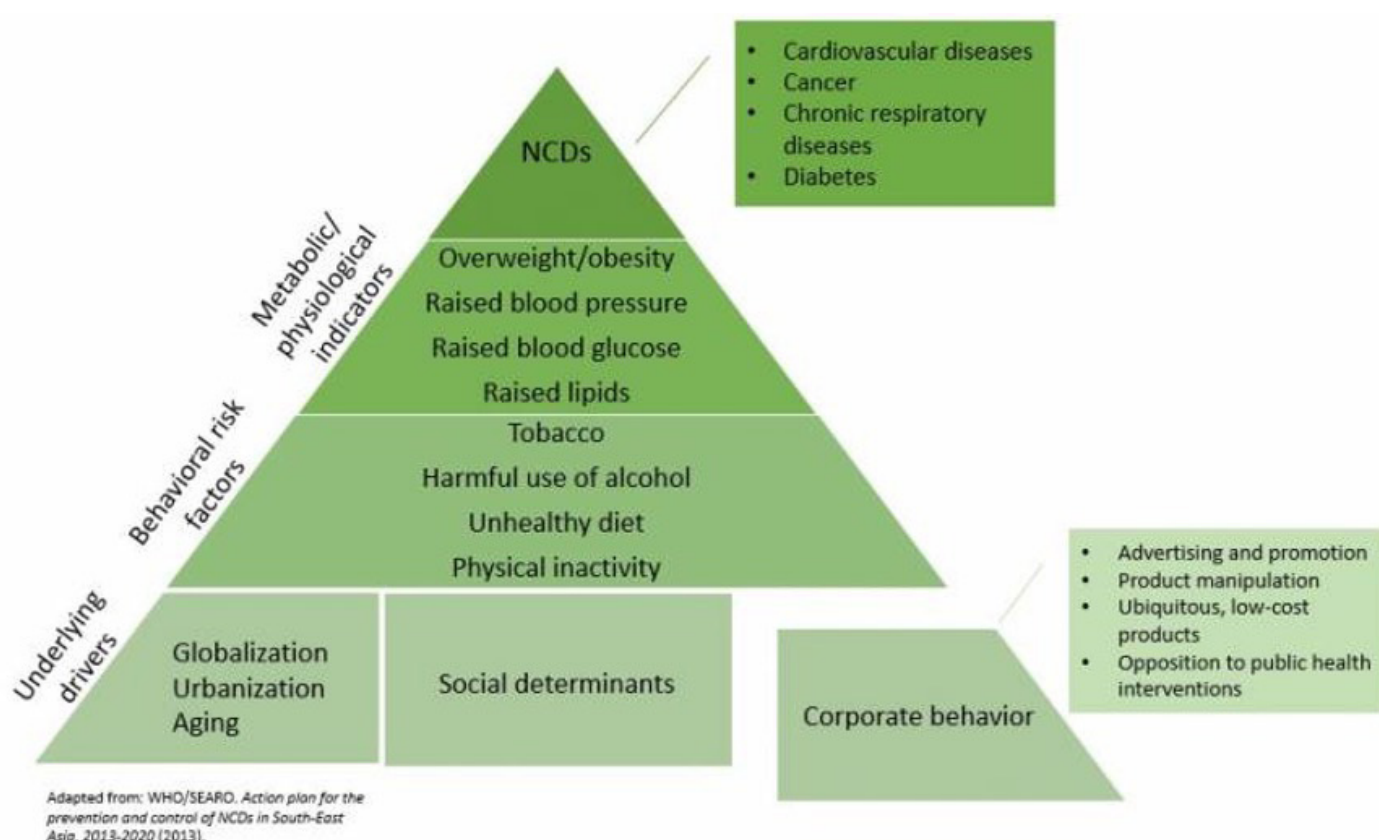 • Cardiovascular diseases
• Cancer
• Chronic respiratory
diseases
• Diabetes
NCDs
Metabolic/
physiological
indicators
Overweight/obesity
Raised blood pressure
Raised blood glucose
Raised lipids
Behavioral risk
factors
Tobacco
Harmful use of alcohol
Unhealthy diet
Physical inactivity
Underlying
drivers
Globalization
Urbanization
Aging
Social determinants
Corporate behavior
• Advertising and promotion
• Product manipulation
• Ubiquitous, low-cost
products
• Opposition to public health
interventions
Adapted from: WHO/SEARO. Action plan for the
prevention and control of NCDs in South-East
Asia, 2013-2020 (2013).